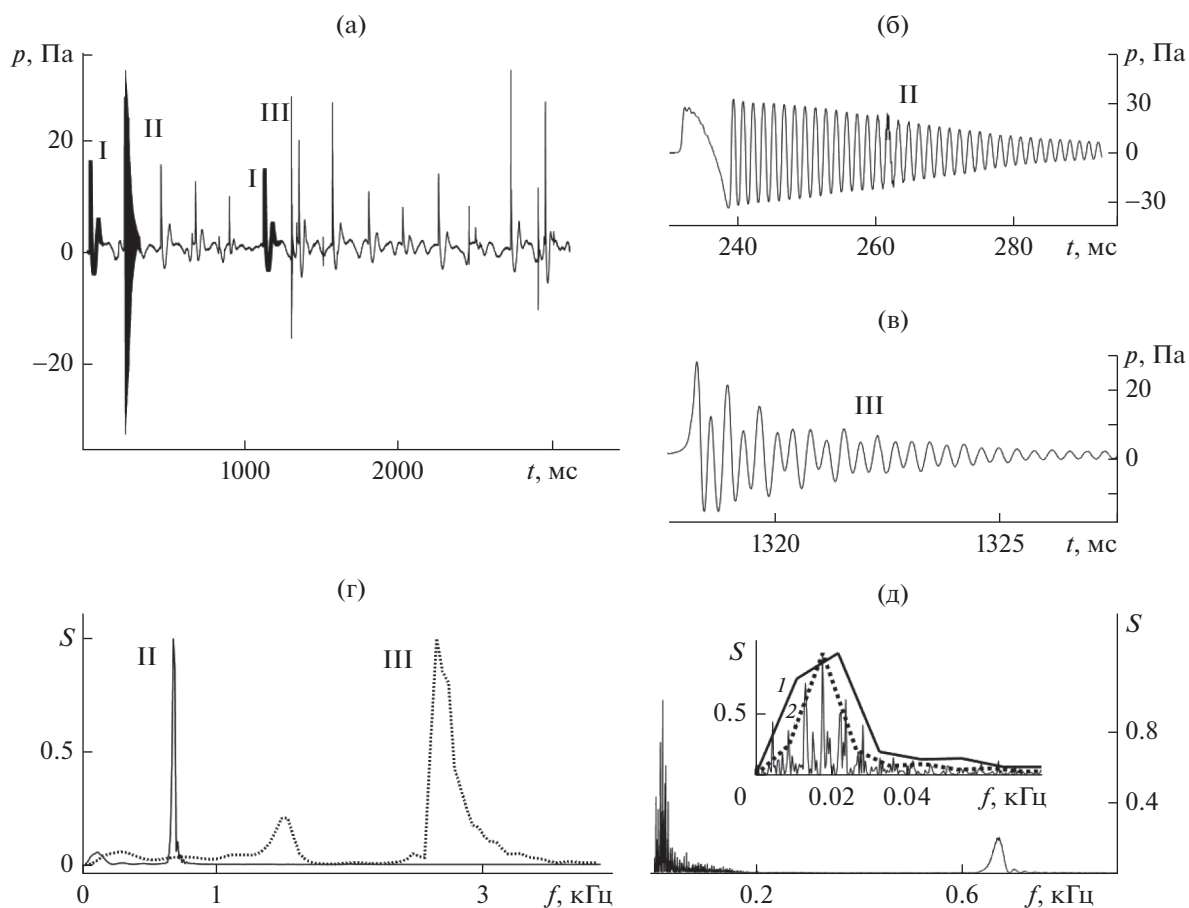 (а)
p, Па
20
0
−20
I
II
I
III
1000
2000
t, мс
(б)
p, Па
30
0
−30
II
240
260
280
t, мс
(в)
p, Па
20
0
III
1320
1325
t, мс
(г)
S
0.5
0
II
III
0
1
3
f, кГц
(д)
S
0.8
0.4
S
0.5
1
2
0
0.02
0.04
f, кГц
0.2
0.6
f, кГц